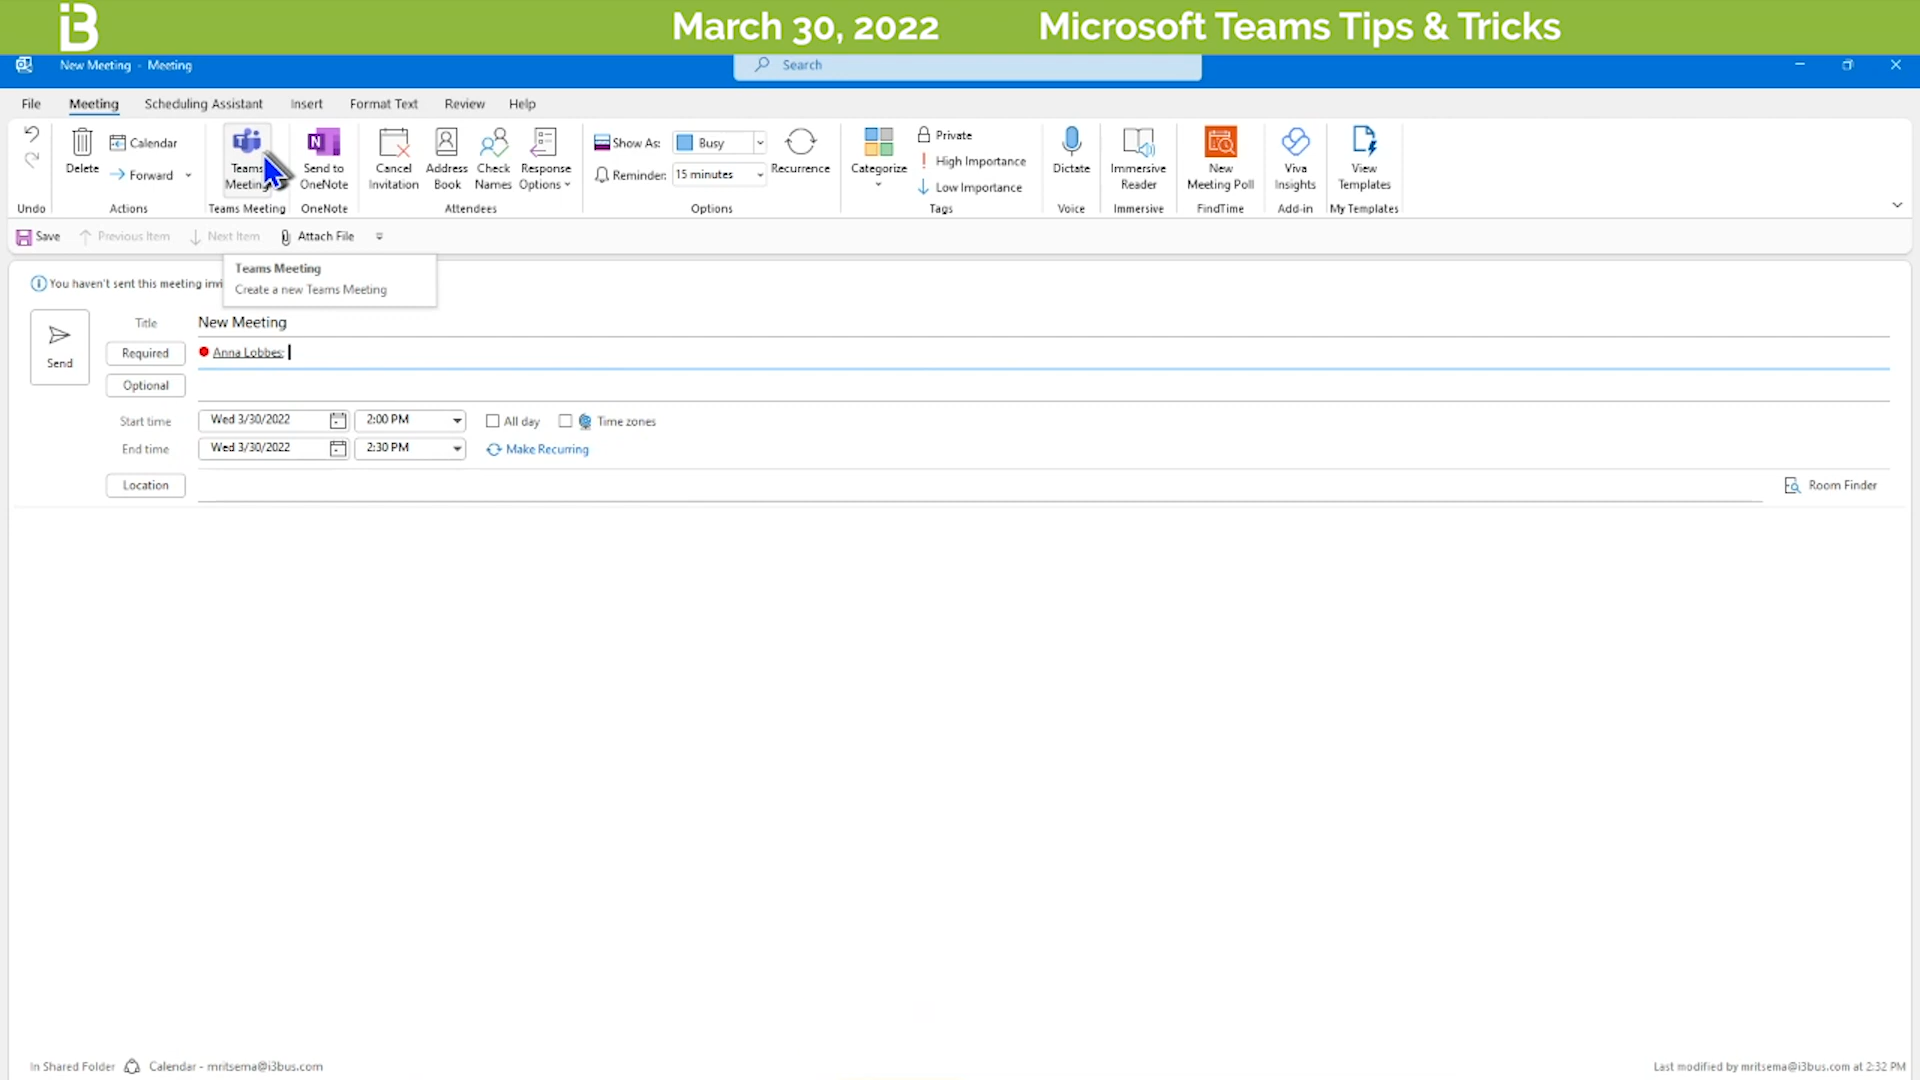 i3
March 30, 2022 Microsoft Teams Tips & Tricks
New Meeting - Meeting
Search
File Meeting Scheduling Assistant Insert Format Text Review Help
Delete
Calendar
Forward
Teams
Meeting
Send to
OneNote
Cancel
Invitation
Address
Book
Check
Names
Response
Options
Show As: Busy
Reminder: 15 minutes
Recurrence
Categorize
Private
High Importance
Low Importance
Dictate
Immersive
Reader
New
Meeting Poll
Viva
Insights
View
Templates
Undo Actions Teams Meeting OneNote Attendees Options Tags Voice Immersive FindTime Add-in My Templates
Save Previous Item Next Item Attach File
Teams Meeting
Create a new Teams Meeting
You haven't sent this meeting invi
Send
Title New Meeting
Required Anna Lobbes;
Optional
Start time Wed 3/30/2022 2:00 PM All day Time zones
End time Wed 3/30/2022 2:30 PM Make Recurring
Location Room Finder
In Shared Folder Calendar - mritsema@i3bus.com Last modified by mritsema@i3bus.com at 2:32 PM